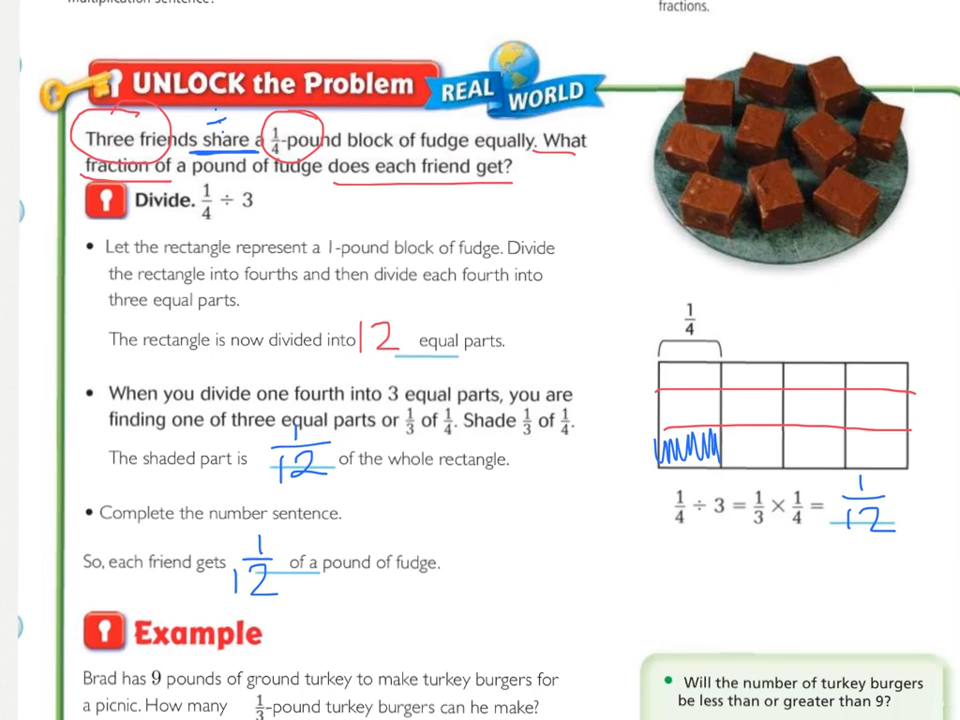 fractions.
UNLOCK the Problem REAL WORLD
Three friends share a 1/4-pound block of fudge equally. What
fraction of a pound of fudge does each friend get?
Divide. 1/4 ÷ 3
• Let the rectangle represent a 1-pound block of fudge. Divide
the rectangle into fourths and then divide each fourth into
three equal parts.
The rectangle is now divided into 12 equal parts.
• When you divide one fourth into 3 equal parts, you are
finding one of three equal parts or 1/3 of 1/4. Shade 1/3 of 1/4.
The shaded part is 1/12 of the whole rectangle.
• Complete the number sentence.
So, each friend gets 1/12 of a pound of fudge.
1/4
1/4 ÷ 3 = 1/3 × 1/4 = 1/12
Example
Brad has 9 pounds of ground turkey to make turkey burgers for
a picnic. How many 1/3-pound turkey burgers can he make?
• Will the number of turkey burgers
be less than or greater than 9?